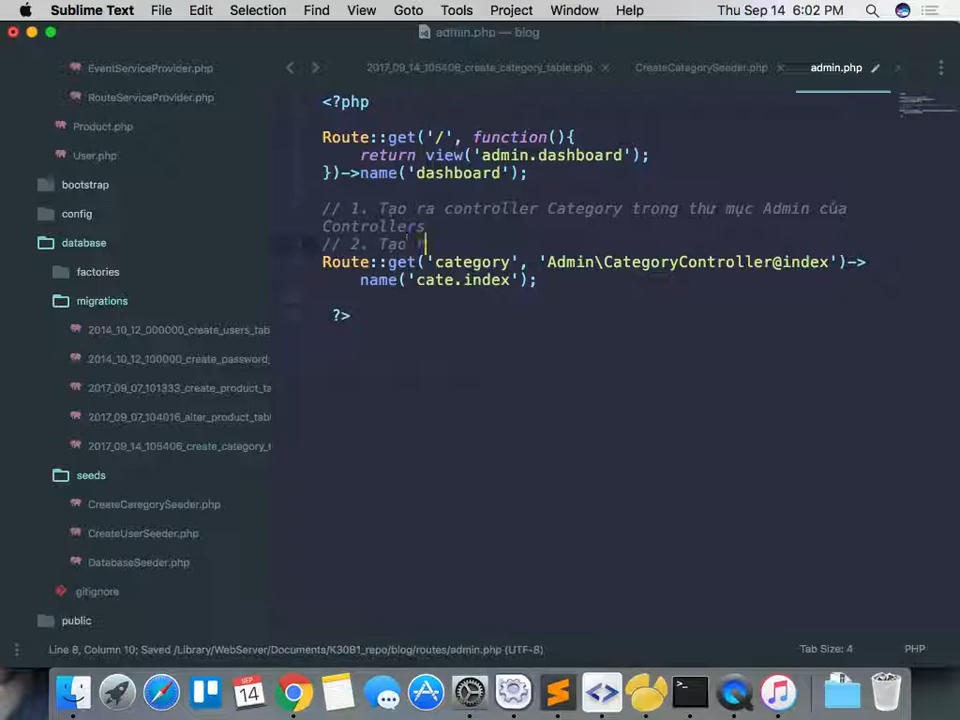 Sublime Text File Edit Selection Find View Goto Tools Project Window Help Thu Sep 14 6:02 PM
admin.php — blog
EventServiceProvider.php
RouteServiceProvider.php
Product.php
User.php
bootstrap
config
database
factories
migrations
2014_10_12_000000_create_users_tab
2014_10_12_100000_create_password_
2017_09_07_101333_create_product_ta
2017_09_07_104016_alter_product_tab
2017_09_14_105406_create_category_t
seeds
CreateCaregorySeeder.php
CreateUserSeeder.php
DatabaseSeeder.php
gitignore
public
2017_09_14_105406_create_category_table.php
CreateCategorySeeder.php
admin.php
<?php
Route::get('/', function(){
return view('admin.dashboard');
})->name('dashboard');
// 1. Tạo ra controller Category trong thư mục Admin của
Controllers
// 2. Tạo r
Route::get('category', 'Admin\CategoryController@index')->
name('cate.index');
?>
Line 8, Column 10; Saved /Library/WebServer/Documents/K30B1_repo/blog/routes/admin.php (UTF-8)
Tab Size: 4
PHP
SEP
14